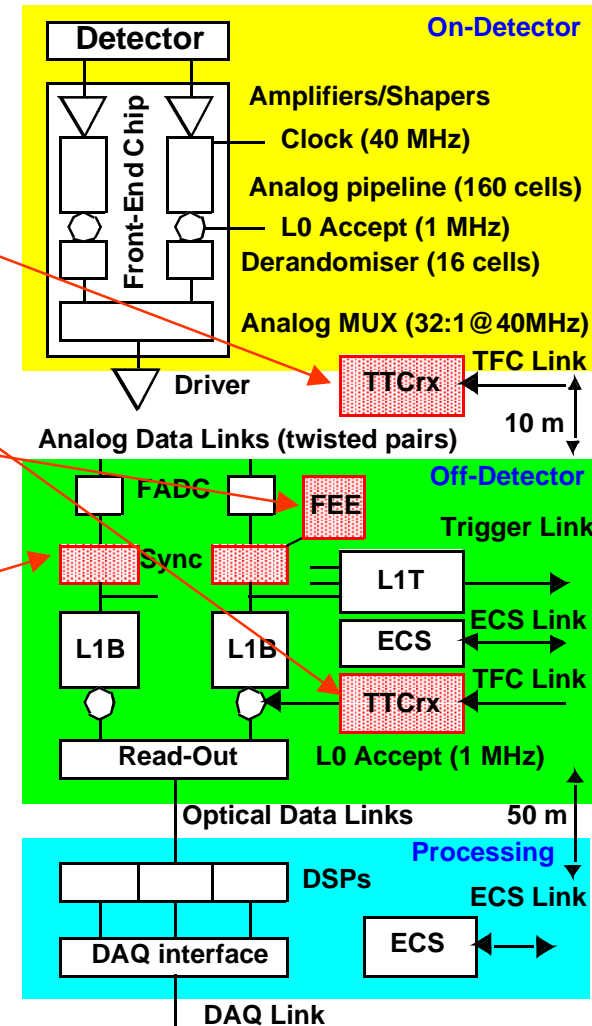 On-Detector
Detector
Amplifiers/Shapers
Front-End Chip
Clock (40 MHz)
Analog pipeline (160 cells)
L0 Accept (1 MHz)
Derandomiser (16 cells)
Analog MUX (32:1@40MHz)
TFC Link
TTCrx
Driver
10 m
Analog Data Links (twisted pairs)
Off-Detector
FADC
FEE
Trigger Link
Sync
L1T
ECS Link
L1B
L1B
ECS
TFC Link
TTCrx
Read-Out
L0 Accept (1 MHz)
Optical Data Links
50 m
Processing
DSPs
ECS Link
DAQ interface
ECS
DAQ Link